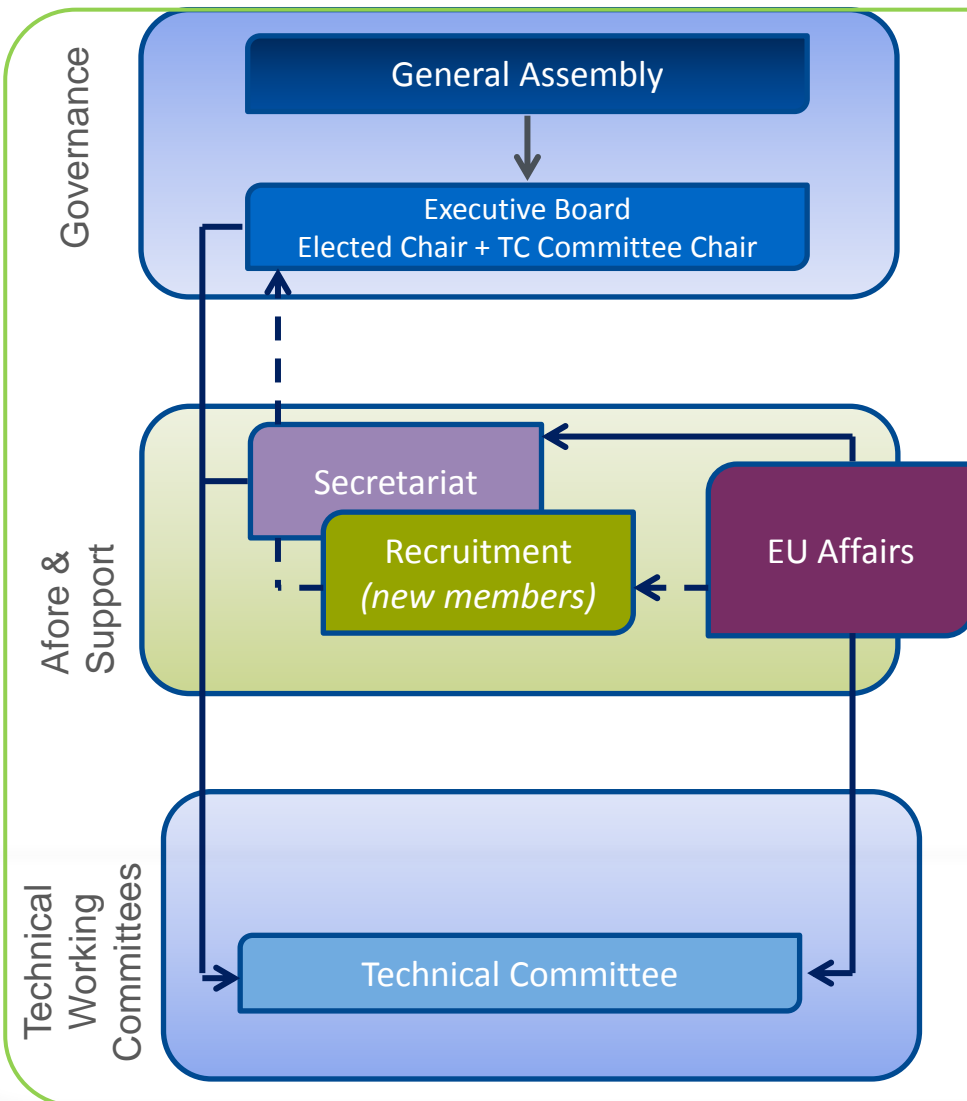 Governance
General Assembly
Executive Board
Elected Chair + TC Committee Chair
Afore &
Support
Secretariat
Recruitment
(new members)
EU Affairs
Technical
Working
Committees
Technical Committee